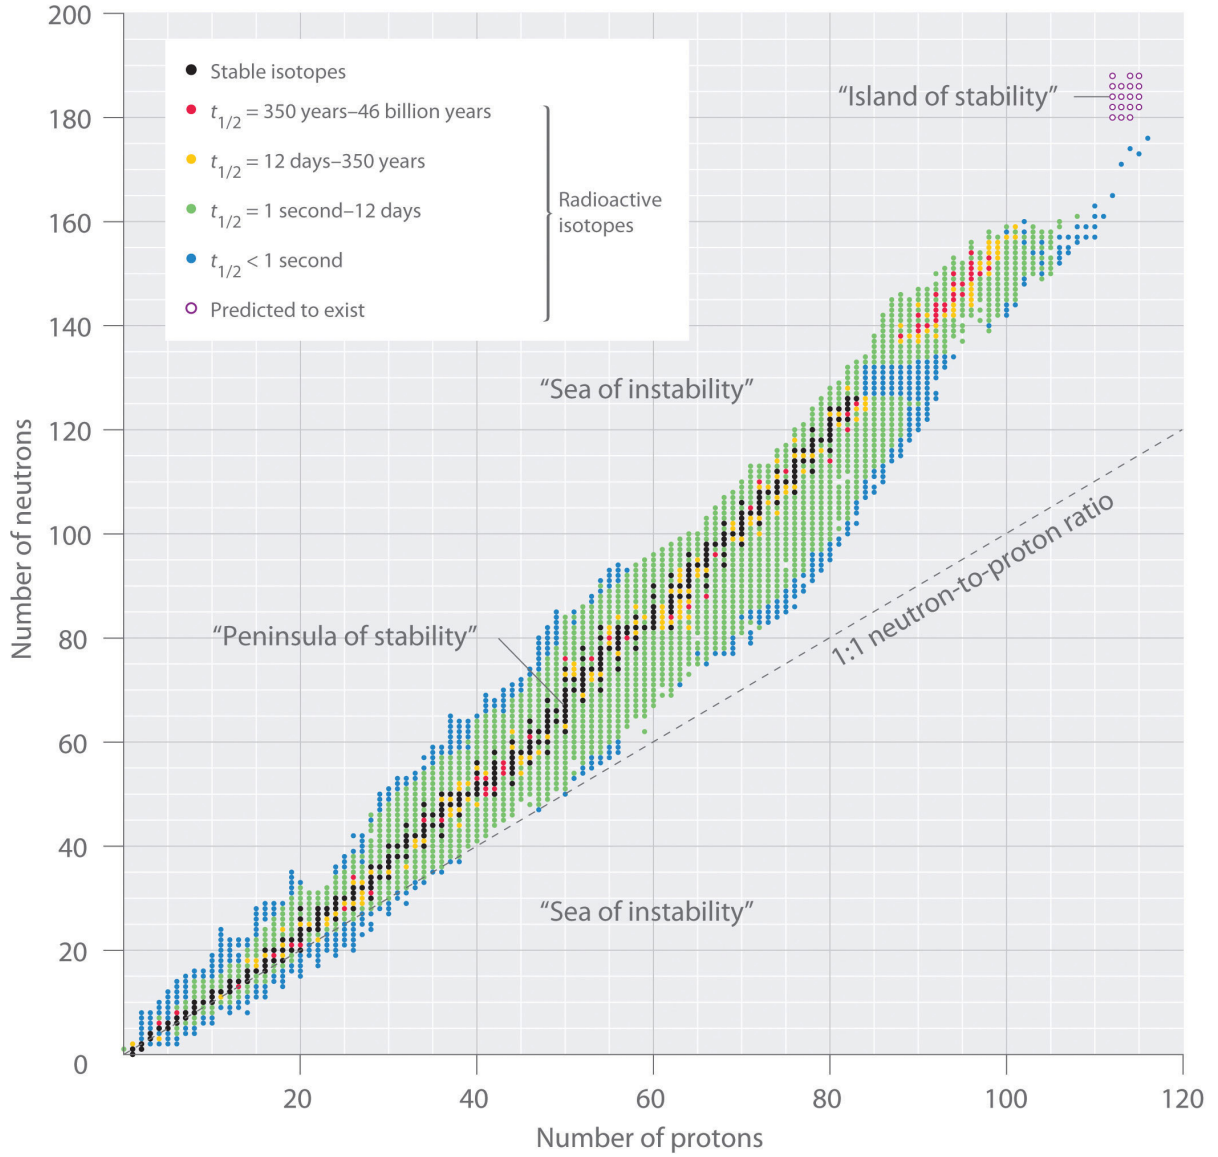 200
180
160
140
120
100
80
60
40
20
0
Number of neutrons
Stable isotopes
t1/2 = 350 years–46 billion years
t1/2 = 12 days–350 years
t1/2 = 1 second–12 days
t1/2 < 1 second
Predicted to exist
Radioactive
isotopes
“Island of stability”
“Sea of instability”
“Peninsula of stability”
1:1 neutron-to-proton ratio
“Sea of instability”
20
40
60
80
100
120
Number of protons